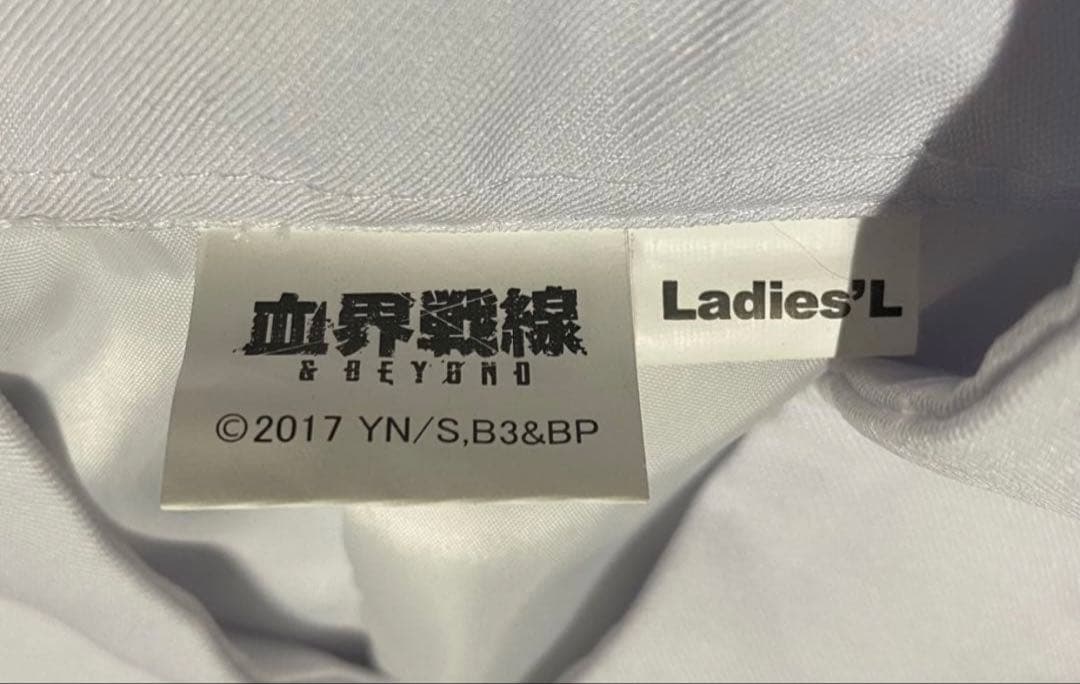 血界戦線
& BEYOND
©2017 YN/S,B3&BP
Ladies'L